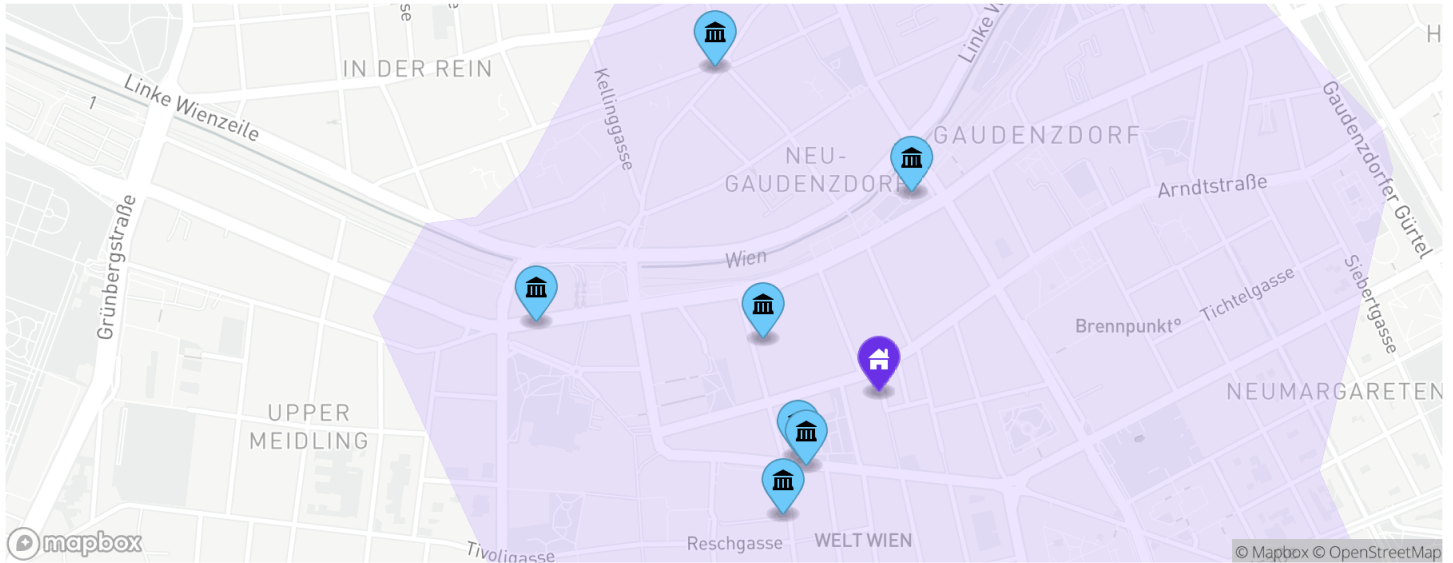 IN DER REIN
Linke Wienzeile
1
Kellinggasse
Linke W
H
GAUDENZDORF
NEU-
GAUDENZDORF
Gaudenzdorfer Gürtel
Arndtstraße
Grünbergstraße
Wien
Siebertgasse
Tichtelgasse
Brennpunkt°
NEUMARGARETEN
UPPER
MEIDLING
Tivoligasse
Reschgasse
WELT WIEN
mapbox
© Mapbox © OpenStreetMap